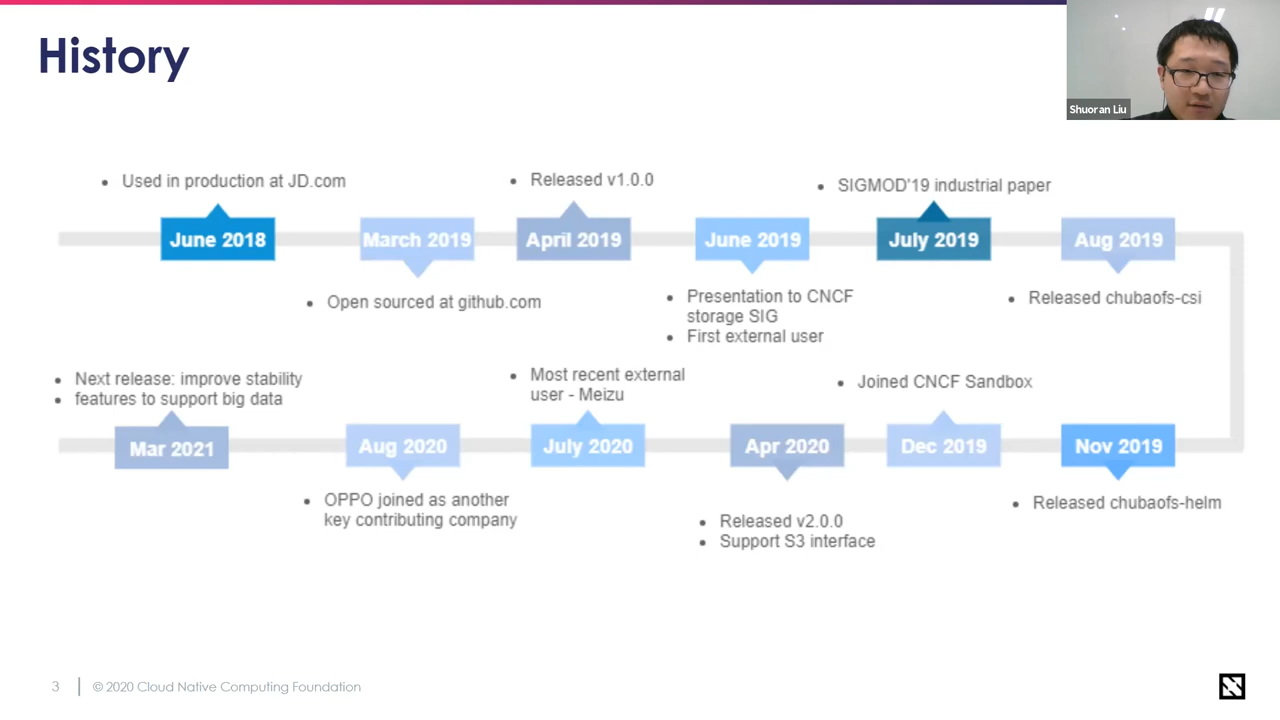 History
Shuoran Liu
• Used in production at JD.com
• Released v1.0.0
• SIGMOD'19 industrial paper
June 2018
March 2019
April 2019
June 2019
July 2019
Aug 2019
• Open sourced at github.com
• Presentation to CNCF
storage SIG
• First external user
• Released chubaofs-csi
• Next release: improve stability
• features to support big data
• Most recent external
user - Meizu
• Joined CNCF Sandbox
Mar 2021
Aug 2020
July 2020
Apr 2020
Dec 2019
Nov 2019
• OPPO joined as another
key contributing company
• Released v2.0.0
• Support S3 interface
• Released chubaofs-helm
3
© 2020 Cloud Native Computing Foundation